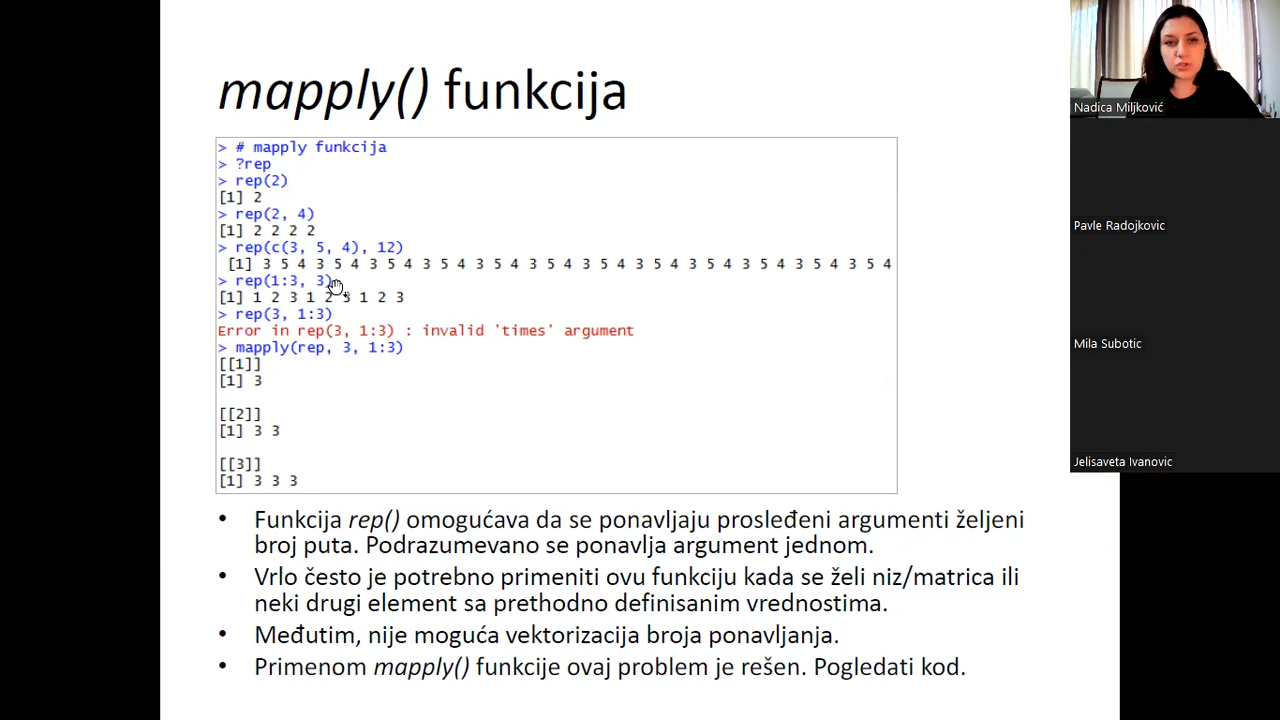 mapply() funkcija
> # mapply funkcija
> ?rep
> rep(2)
[1] 2
> rep(2, 4)
[1] 2 2 2 2
> rep(c(3, 5, 4), 12)
[1] 3 5 4 3 5 4 3 5 4 3 5 4 3 5 4 3 5 4 3 5 4 3 5 4 3 5 4 3 5 4 3 5 4 3 5 4
> rep(1:3, 3)
[1] 1 2 3 1 2 3 1 2 3
> rep(3, 1:3)
Error in rep(3, 1:3) : invalid 'times' argument
> mapply(rep, 3, 1:3)
[[1]]
[1] 3
[[2]]
[1] 3 3
[[3]]
[1] 3 3 3
• Funkcija rep() omogućava da se ponavljaju prosleđeni argumenti željeni
broj puta. Podrazumevano se ponavlja argument jednom.
• Vrlo često je potrebno primeniti ovu funkciju kada se želi niz/matrica ili
neki drugi element sa prethodno definisanim vrednostima.
• Međutim, nije moguća vektorizacija broja ponavljanja.
• Primenom mapply() funkcije ovaj problem je rešen. Pogledati kod.
Nadica Miljković
Pavle Radojkovic
Mila Subotic
Jelisaveta Ivanovic